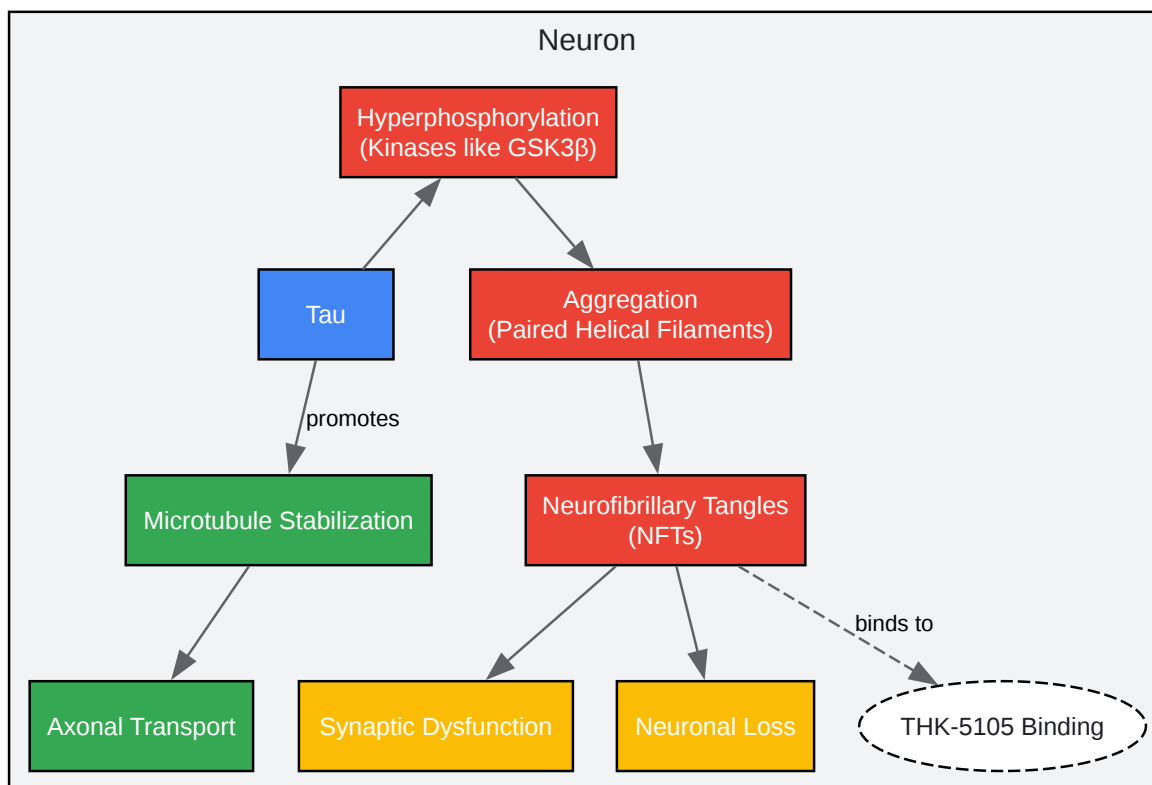 Neuron
Hyperphosphorylation
(Kinases like GSK3β)
Tau
Aggregation
(Paired Helical Filaments)
promotes
Microtubule Stabilization
Neurofibrillary Tangles
(NFTs)
binds to
Axonal Transport
Synaptic Dysfunction
Neuronal Loss
THK-5105 Binding